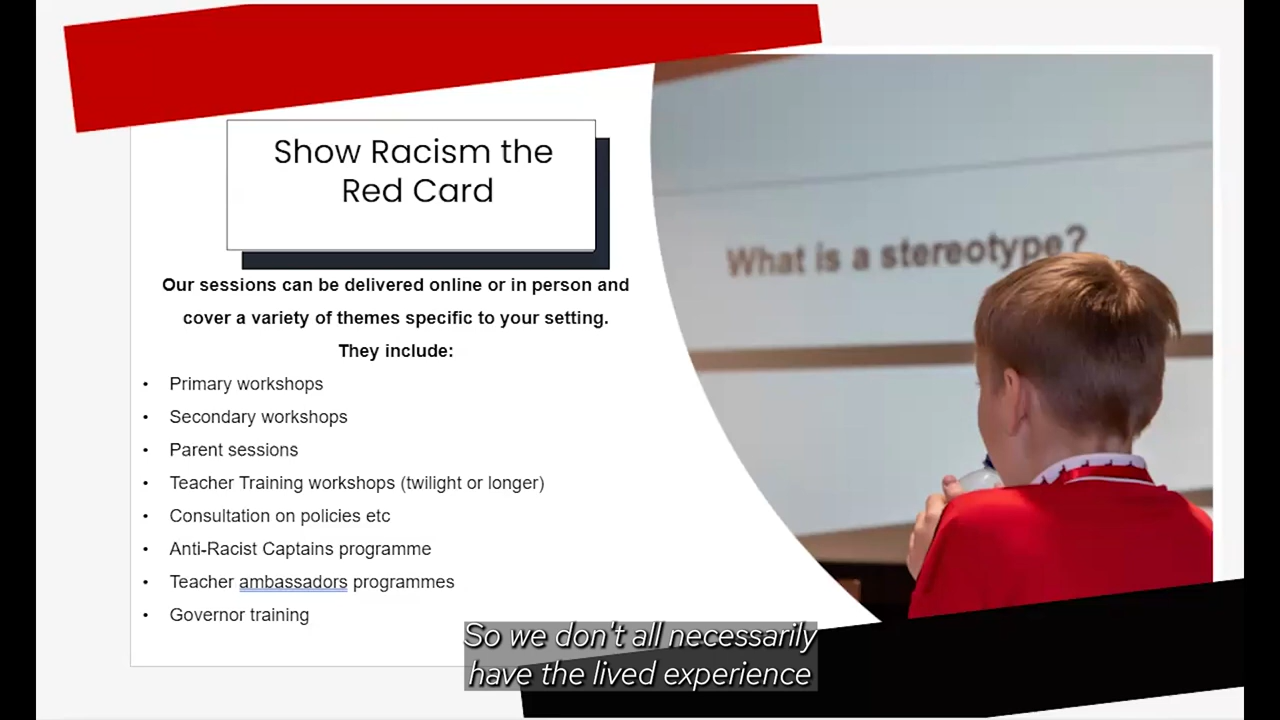 Show Racism the
Red Card
Our sessions can be delivered online or in person and
cover a variety of themes specific to your setting.
They include:
• Primary workshops
• Secondary workshops
• Parent sessions
• Teacher Training workshops (twilight or longer)
• Consultation on policies etc
• Anti-Racist Captains programme
• Teacher ambassadors programmes
• Governor training
What is a stereotype?
So we don't all necessarily
have the lived experience